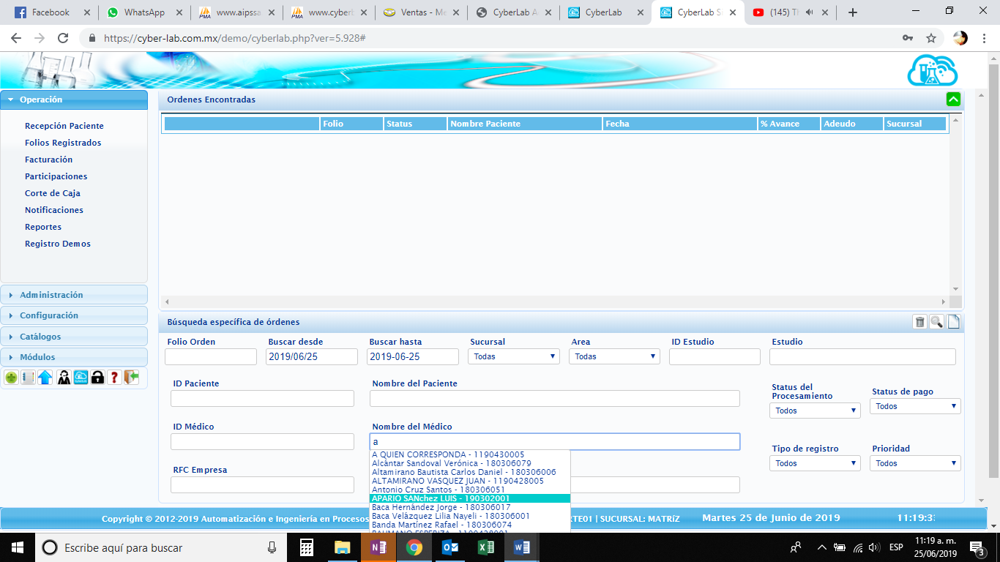 Facebook
WhatsApp
www.aipssa
www.cyberl
Ventas - Me
CyberLab A
CyberLab
CyberLab S
(145) Th
https://cyber-lab.com.mx/demo/cyberlab.php?ver=5.928#
Operación
Recepción Paciente
Folios Registrados
Facturación
Participaciones
Corte de Caja
Notificaciones
Reportes
Registro Demos
Administración
Configuración
Catálogos
Módulos
Ordenes Encontradas
Folio Status Nombre Paciente Fecha % Avance Adeudo Sucursal
Búsqueda específica de órdenes
Folio Orden Buscar desde Buscar hasta Sucursal Area ID Estudio Estudio
2019/06/25 2019-06-25 Todas Todas
ID Paciente Nombre del Paciente Status del Procesamiento Status de pago
Todos Todos
ID Médico Nombre del Médico
a
Tipo de registro Prioridad
Todos Todos
RFC Empresa
A QUIEN CORRESPONDA - 1190430005
Alcántar Sandoval Verónica - 180306079
Altamirano Bautista Carlos Daniel - 180306006
ALTAMIRANO VASQUEZ JUAN - 1190428005
Antonio Cruz Santos - 180306051
APARIO SANchez LUIS - 190302001
Baca Hernández Jorge - 180306017
Baca Velázquez Lilia Nayeli - 180306001
Banda Martínez Rafael - 180306074
Copyright © 2012-2019 Automatización e Ingeniería en Procesos
TE01 | SUCURSAL: MATRíZ Martes 25 de Junio de 2019 11:19:3
Escribe aquí para buscar
ESP
11:19 a. m.
25/06/2019
3